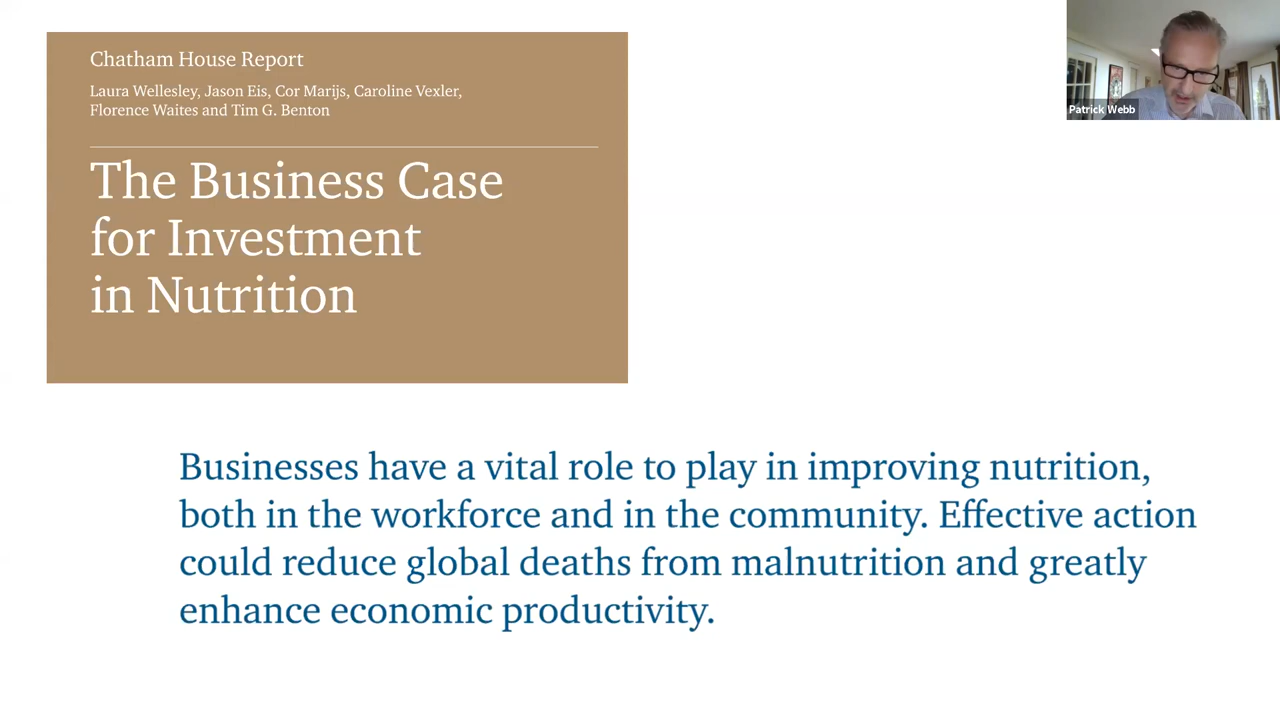 Chatham House Report
Laura Wellesley, Jason Eis, Cor Marijs, Caroline Vexler,
Florence Waites and Tim G. Benton
The Business Case
for Investment
in Nutrition
Patrick Webb
Businesses have a vital role to play in improving nutrition,
both in the workforce and in the community. Effective action
could reduce global deaths from malnutrition and greatly
enhance economic productivity.